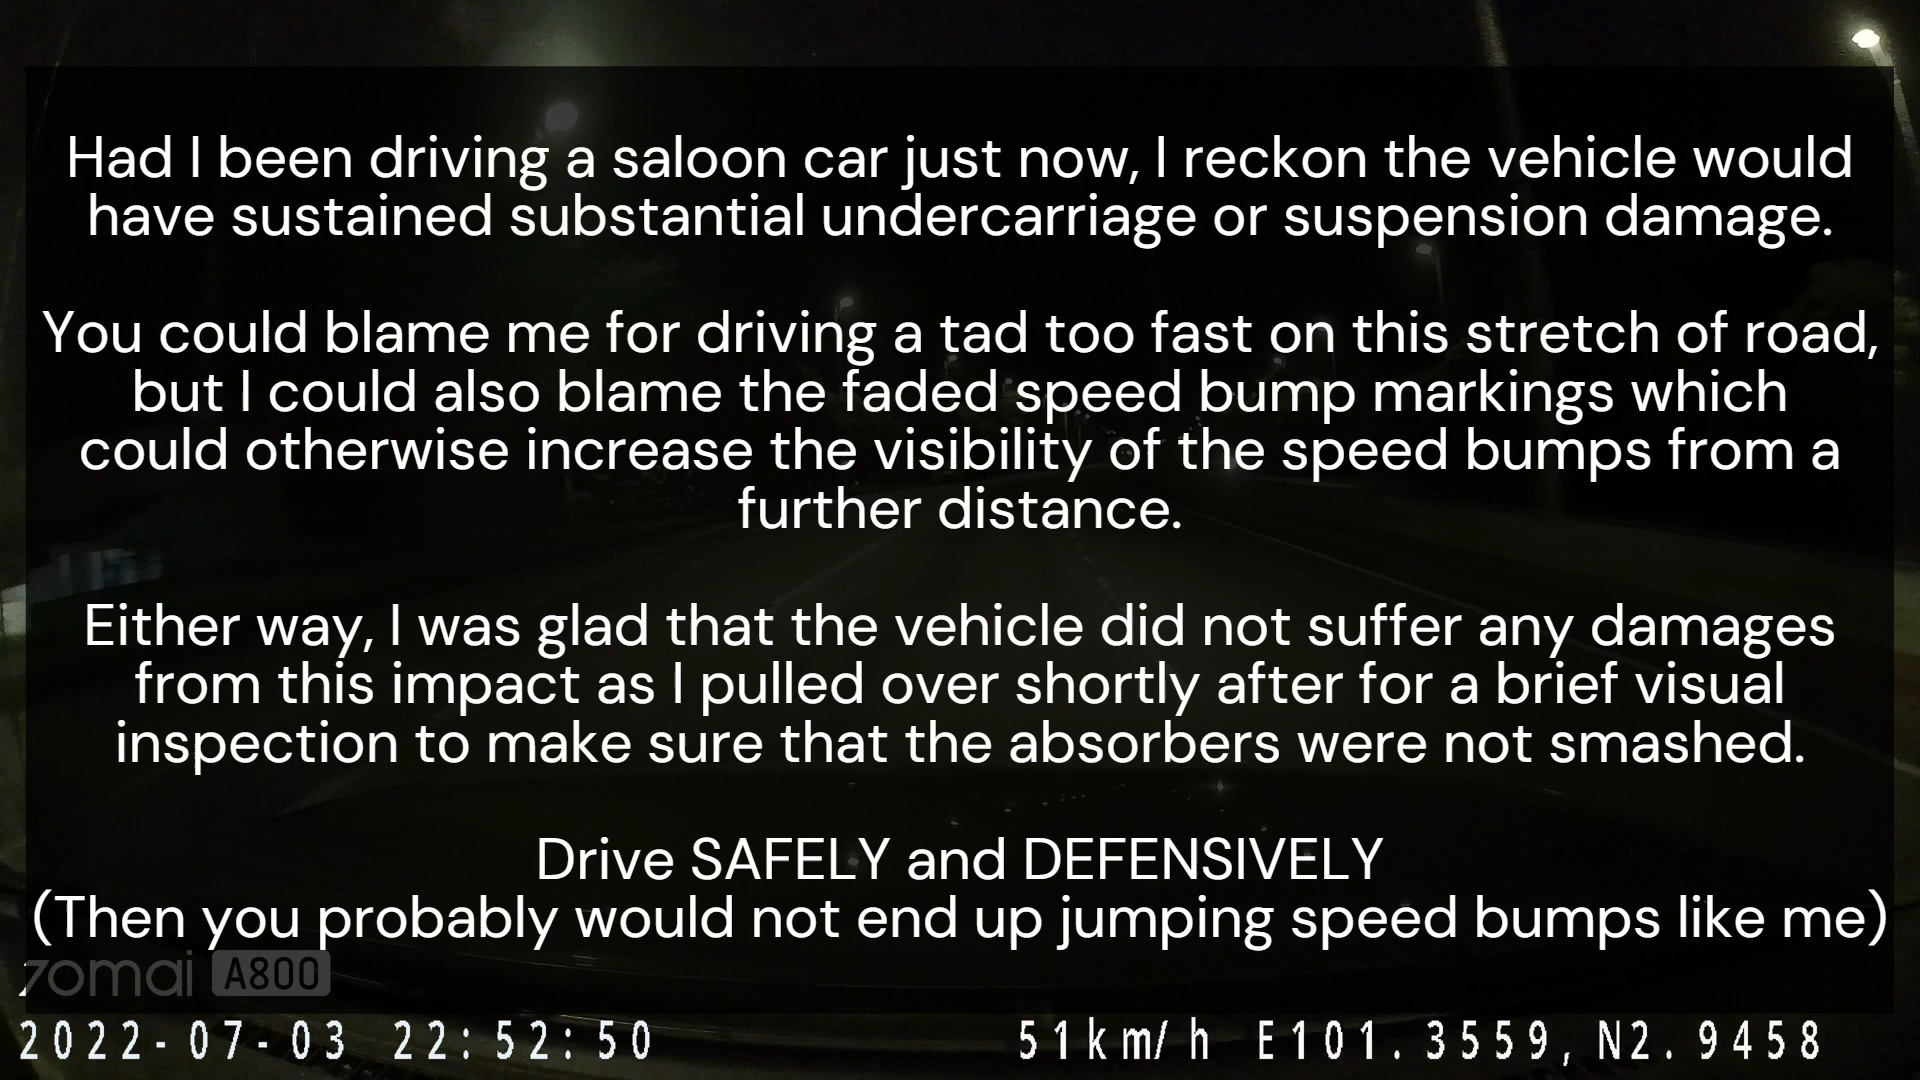 Had I been driving a saloon car just now, I reckon the vehicle would
have sustained substantial undercarriage or suspension damage.
You could blame me for driving a tad too fast on this stretch of road,
but I could also blame the faded speed bump markings which
could otherwise increase the visibility of the speed bumps from a
further distance.
Either way, I was glad that the vehicle did not suffer any damages
from this impact as I pulled over shortly after for a brief visual
inspection to make sure that the absorbers were not smashed.
Drive SAFELY and DEFENSIVELY
(Then you probably would not end up jumping speed bumps like me)
70mai A800
2022-07-03 22:52:50 51km/h E101.3559, N2.9458